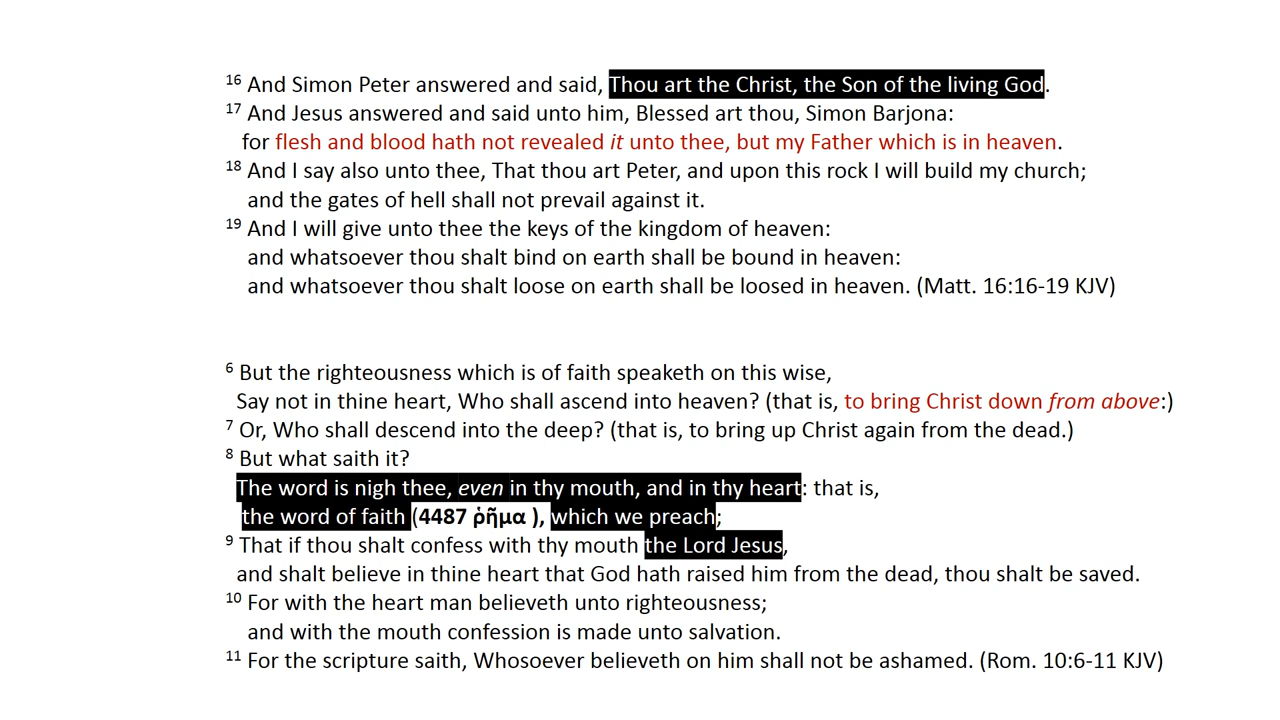 16 And Simon Peter answered and said, Thou art the Christ, the Son of the living God.
17 And Jesus answered and said unto him, Blessed art thou, Simon Barjona:
for flesh and blood hath not revealed it unto thee, but my Father which is in heaven.
18 And I say also unto thee, That thou art Peter, and upon this rock I will build my church;
and the gates of hell shall not prevail against it.
19 And I will give unto thee the keys of the kingdom of heaven:
and whatsoever thou shalt bind on earth shall be bound in heaven:
and whatsoever thou shalt loose on earth shall be loosed in heaven. (Matt. 16:16-19 KJV)
6 But the righteousness which is of faith speaketh on this wise,
Say not in thine heart, Who shall ascend into heaven? (that is, to bring Christ down from above:)
7 Or, Who shall descend into the deep? (that is, to bring up Christ again from the dead.)
8 But what saith it?
The word is nigh thee, even in thy mouth, and in thy heart: that is,
the word of faith (4487 ῥῆμα ), which we preach;
9 That if thou shalt confess with thy mouth the Lord Jesus,
and shalt believe in thine heart that God hath raised him from the dead, thou shalt be saved.
10 For with the heart man believeth unto righteousness;
and with the mouth confession is made unto salvation.
11 For the scripture saith, Whosoever believeth on him shall not be ashamed. (Rom. 10:6-11 KJV)